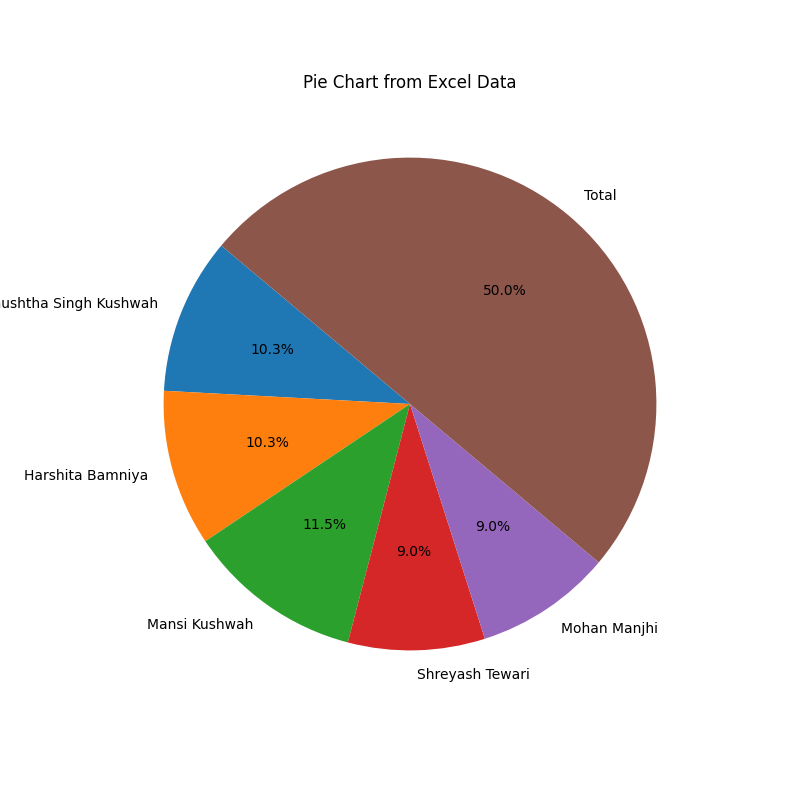 Pie Chart from Excel Data
Total
50.0%
Singh Kushwah
10.3%
Harshita Bamniya
10.3%
Mansi Kushwah
11.5%
Shreyash Tewari
9.0%
Mohan Manjhi
9.0%